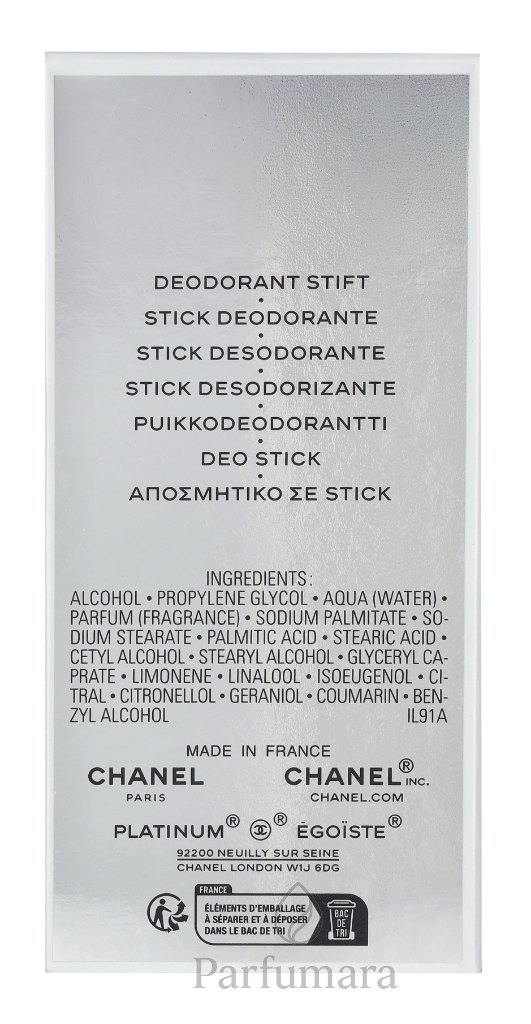 DEODORANT STIFT
•
STICK DEODORANTE
•
STICK DESODORANTE
•
STICK DESODORIZANTE
•
PUIKKODEODORANTTI
•
DEO STICK
•
ΑΠΟΣΜΗΤΙΚΟ ΣΕ STICK
INGREDIENTS:
ALCOHOL • PROPYLENE GLYCOL • AQUA (WATER) •
PARFUM (FRAGRANCE) • SODIUM PALMITATE • SO-
DIUM STEARATE • PALMITIC ACID • STEARIC ACID •
CETYL ALCOHOL • STEARYL ALCOHOL • GLYCERYL CA-
PRATE • LIMONENE • LINALOOL • ISOEUGENOL • CI-
TRAL • CITRONELLOL • GERANIOL • COUMARIN • BEN-
ZYL ALCOHOL IL91A
MADE IN FRANCE
CHANEL CHANEL® INC.
PARIS CHANEL.COM
PLATINUM® ® ÉGOÏSTE®
92200 NEUILLY SUR SEINE
CHANEL LONDON W1J 6DG
FRANCE
ÉLÉMENTS D'EMBALLAGE
À SÉPARER ET À DÉPOSER
DANS LE BAC DE TRI
BAC
DE
TRI
Parfumara